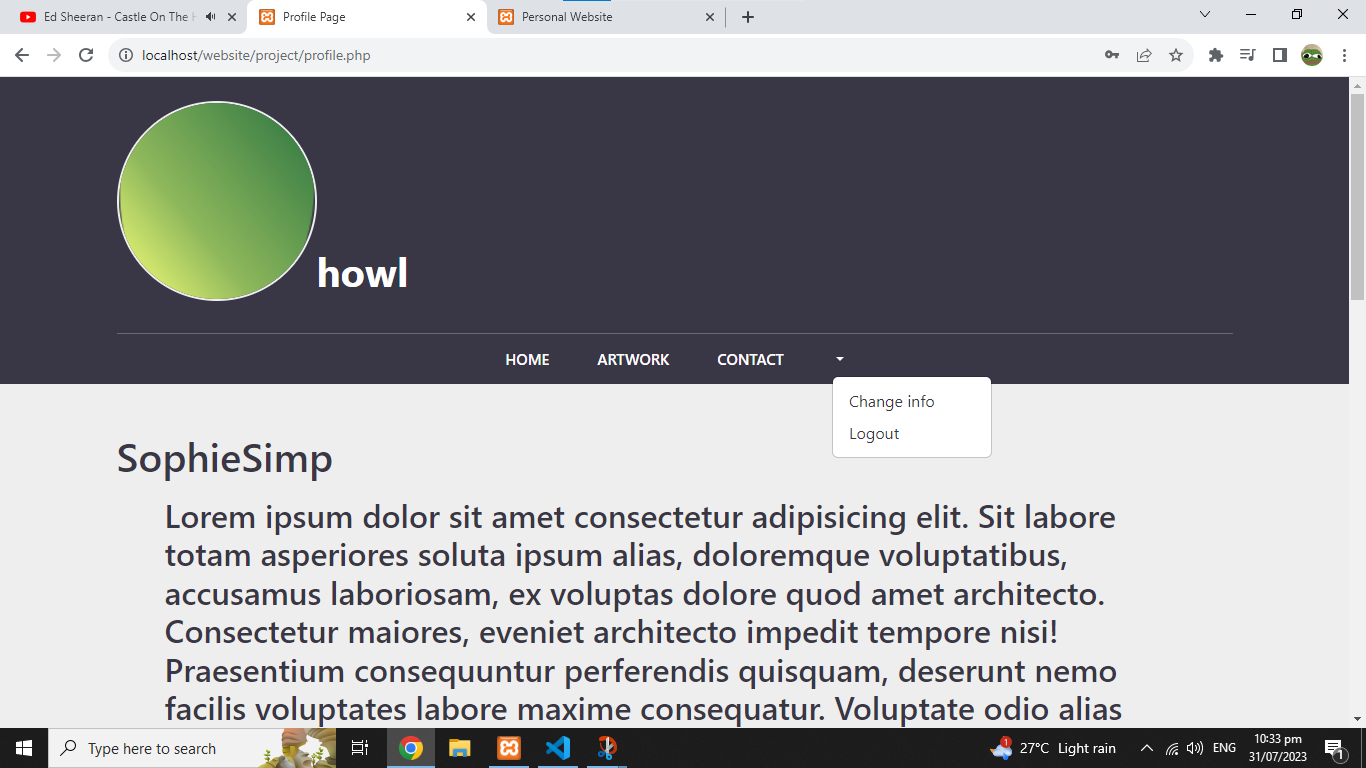 Ed Sheeran - Castle On The H
Profile Page
Personal Website
localhost/website/project/profile.php
howl
HOME ARTWORK CONTACT
Change info
Logout
SophieSimp
Lorem ipsum dolor sit amet consectetur adipisicing elit. Sit labore
totam asperiores soluta ipsum alias, doloremque voluptatibus,
accusamus laboriosam, ex voluptas dolore quod amet architecto.
Consectetur maiores, eveniet architecto impedit tempore nisi!
Praesentium consequuntur perferendis quisquam, deserunt nemo
facilis voluptates labore maxime consequatur. Voluptate odio alias
Type here to search
1
27°C Light rain
ENG
10:33 pm
31/07/2023
1